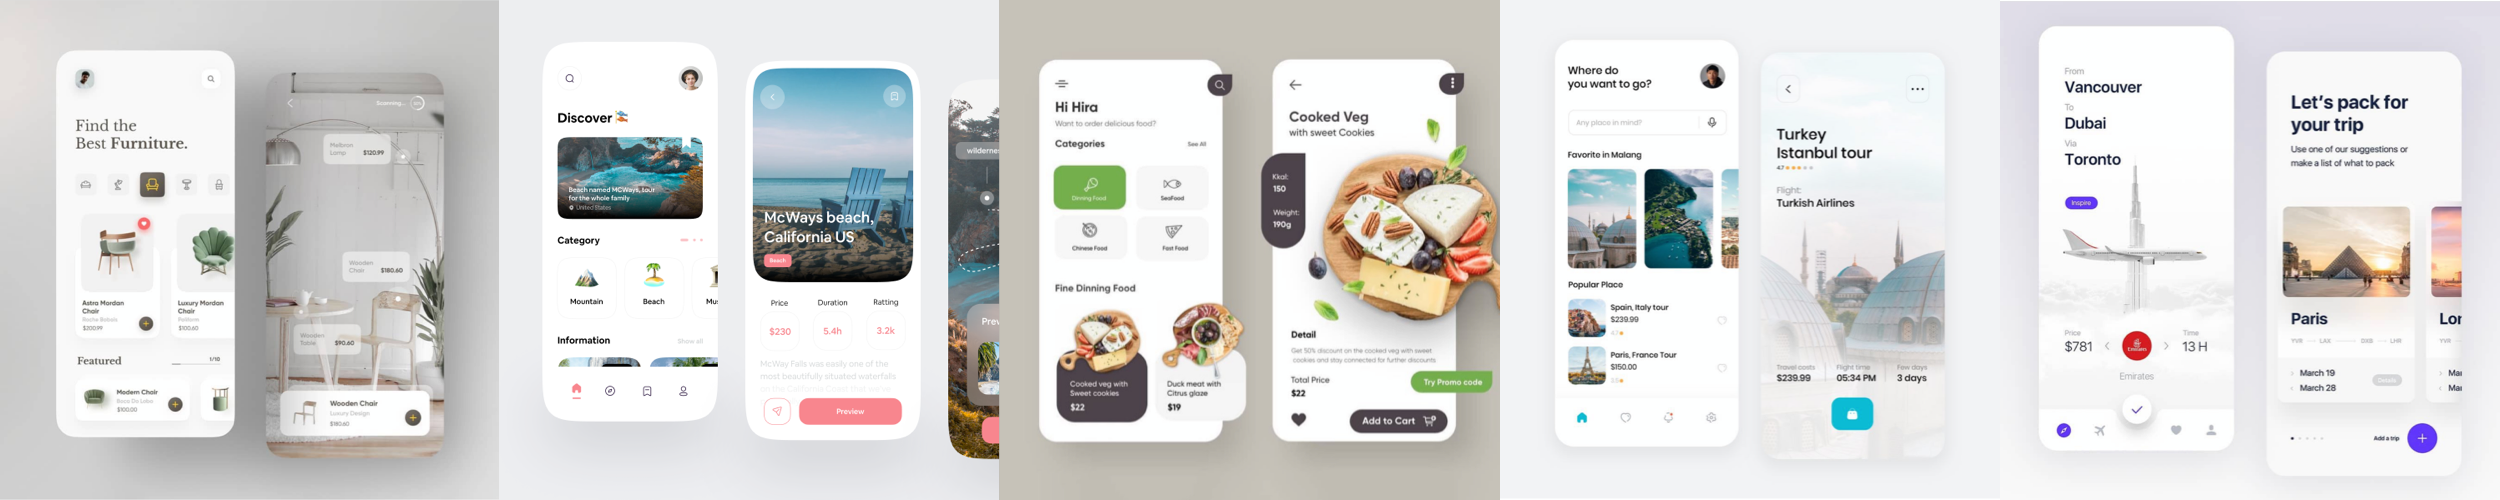 Find the
Best Furniture.
Astro Mordan
Chair
$200.99
Luxury Mordan
Chair
$100.60
Featured
1/10
Modern Chair
$100.00
Scanning...
Melbron
Lamp
$120.99
Wooden
Chair
$180.60
Wooden
Table
$90.60
Wooden Chair
Luxury Design
$180.60
Discover
Beach named MCWays, tour
for the whole family
United States
Category
Mountain
Beach
Mus
Information
Show all
McWays beach,
California US
Beach
Price
Duration
Ratting
$230
5.4h
3.2k
McWay Falls was easily one of the
most beautifully situated waterfalls
Preview
wilderne
Prev
Hi Hira
Want to order delicious food?
Categories
See All
Dinning Food
SeaFood
Chinese Food
Fast Food
Fine Dinning Food
Cooked veg with
Sweet cookies
$22
Duck meat with
Citrus glaze
$19
Cooked Veg
with sweet Cookies
Kkal:
150
Weight:
190g
Detail
Get 50% discount on the cooked veg with sweet
cookies and stay connected for further discounts
Total Price
$22
Try Promo code
Add to Cart
Where do
you want to go?
Any place in mind?
Favorite in Malang
Popular Place
Spain, Italy tour
$239.99
4.7
Paris, France Tour
$150.00
Turkey
Istanbul tour
4.7
Flight:
Turkish Airlines
Travel costs
$239.99
Flight time
05:34 PM
Few days
3 days
From
Vancouver
To
Dubai
Via
Toronto
Inspire
Price
$781
Emirates
Time
13 H
Emirates
Let's pack for
your trip
Use one of our suggestions or
make a list of what to pack
Paris
YVR
LAX
DXB
LHR
March 19
March 28
Details
Lor
YVR
Mar
Mar
Add a trip